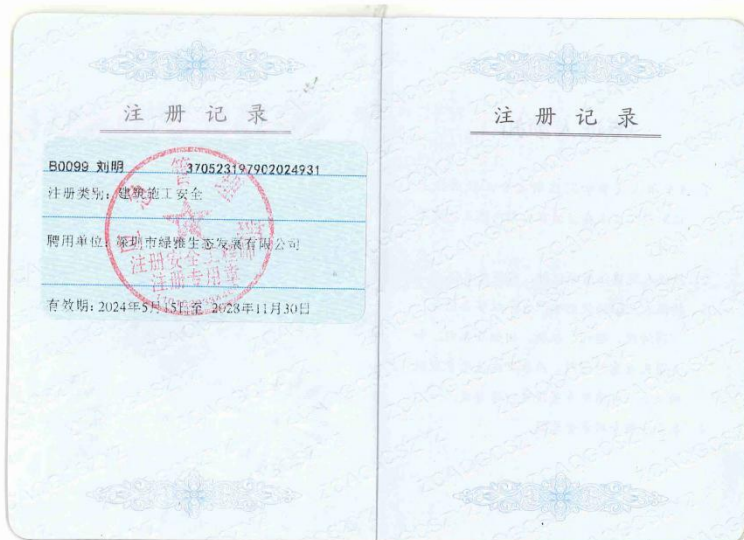 注册记录
B0099 刘明 370523197902024931
注册类别：建筑施工安全
聘用单位：深圳市绿雅生态发展有限公司
注册安全工程师
注册专用章
有效期：2024年5月15日至 2028年11月30日
注册记录